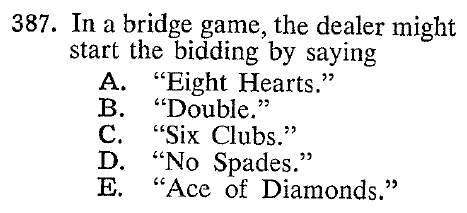 387. In a bridge game, the dealer might
start the bidding by saying
A. “Eight Hearts.”
B. “Double.”
C. “Six Clubs.”
D. “No Spades.”
E. “Ace of Diamonds.”